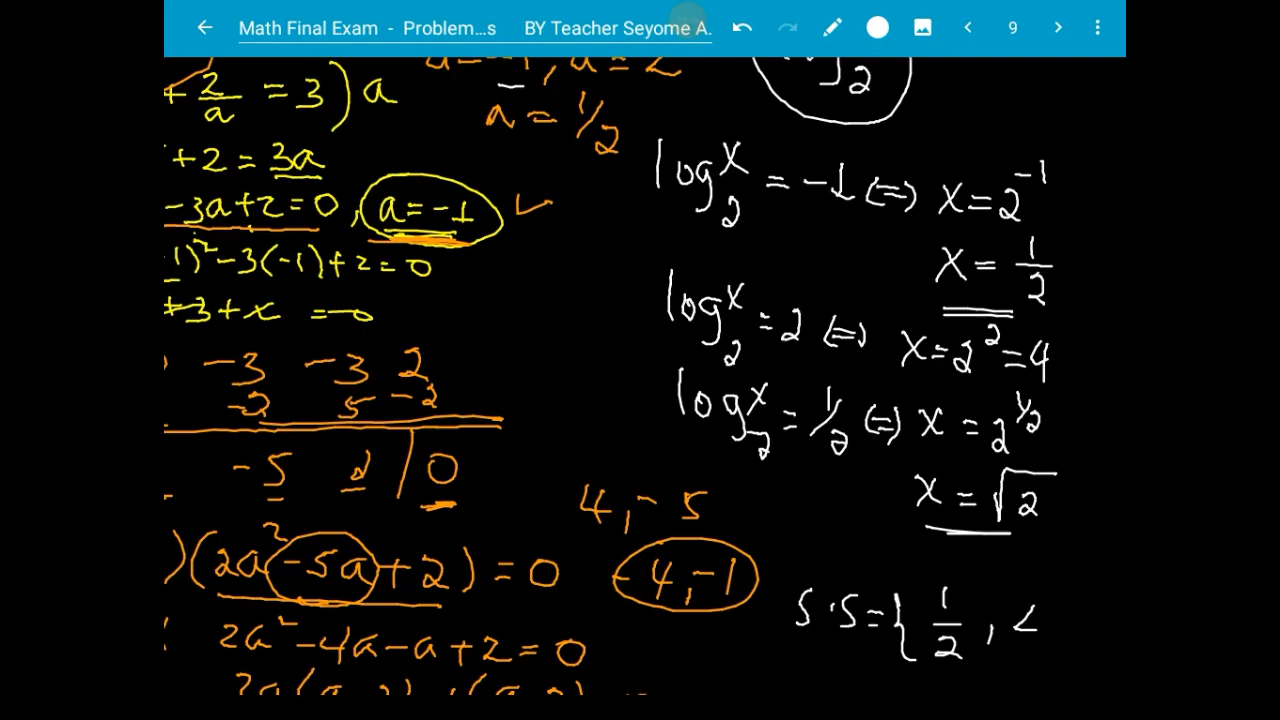 Math Final Exam - Problem...s BY Teacher Seyome A. 9
+ 2/a = 3) a
+2 = 3a
-3a+2=0, a=-1 ✓
1)² -3(-1)+2=0
+3+x =0
-3 -3 2
-2 5 -2
-5 2 | 0
)(2a²-5a+2)=0
2a²-4a-a+2=0
a = 1/2
4,-5
-4,-1
2
log₂ˣ = -1 ⇔ x=2⁻¹
x = 1/2
log₂ˣ = 2 ⇔ x=2²=4
log₂ˣ = 1/2 ⇔ x = 2^1/2
x = √2
S.S={ 1/2 ,